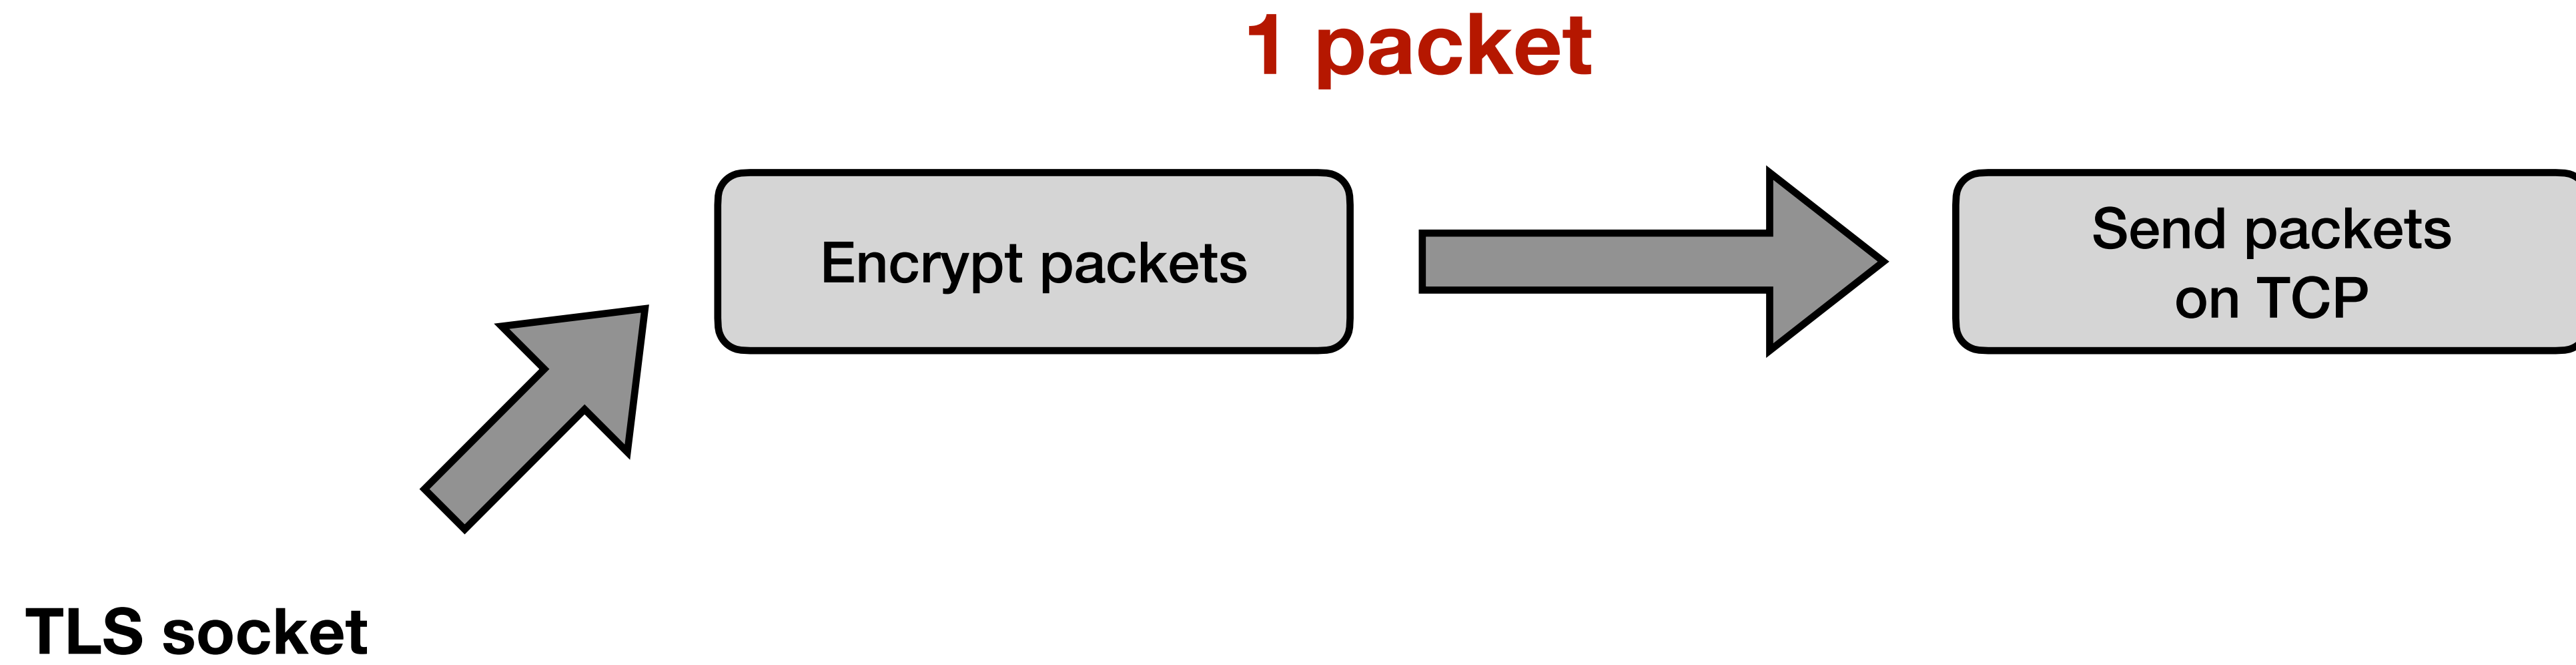 1 packet
Encrypt packets
Send packets
on TCP
TLS socket